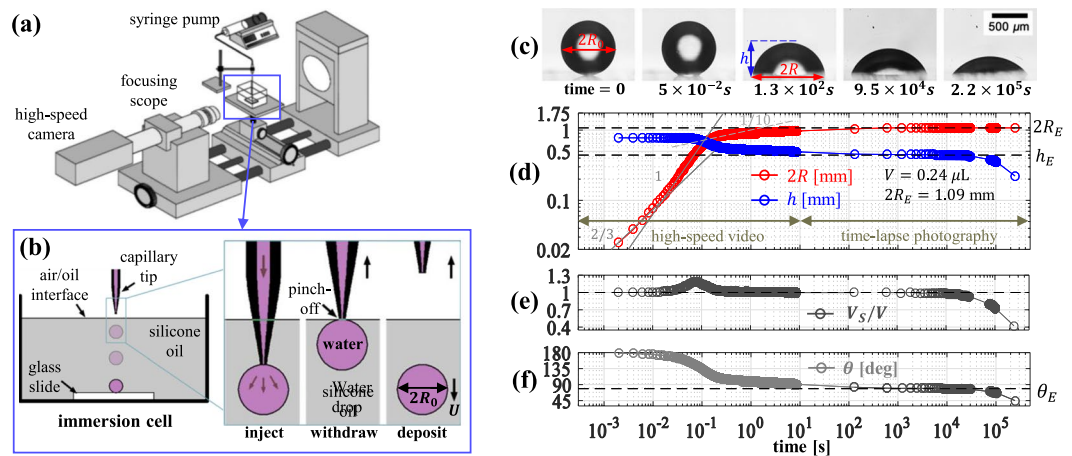 (a)
syringe pump
focusing
scope
high-speed
camera
(b)
air/oil
interface
capillary
tip
silicone
oil
glass
slide
immersion cell
pinch-
off
water
Water
silicone
oil
drop
2R₀
U
inject
withdraw
deposit
(c)
2R₀
h
2R
500 µm
time = 0
5 × 10⁻²s
1.3 × 10²s
9.5 × 10⁴s
2.2 × 10⁵s
(d)
1.75
1
0.5
0.1
0.02
2/3
1
1/10
2R [mm]
h [mm]
V = 0.24 µL
2R_E = 1.09 mm
high-speed video
time-lapse photography
2R_E
h_E
(e)
1.3
1
0.7
0.4
V_S/V
(f)
180
135
90
45
θ [deg]
θ_E
10⁻³ 10⁻² 10⁻¹ 10⁰ 10¹ 10² 10³ 10⁴ 10⁵
time [s]